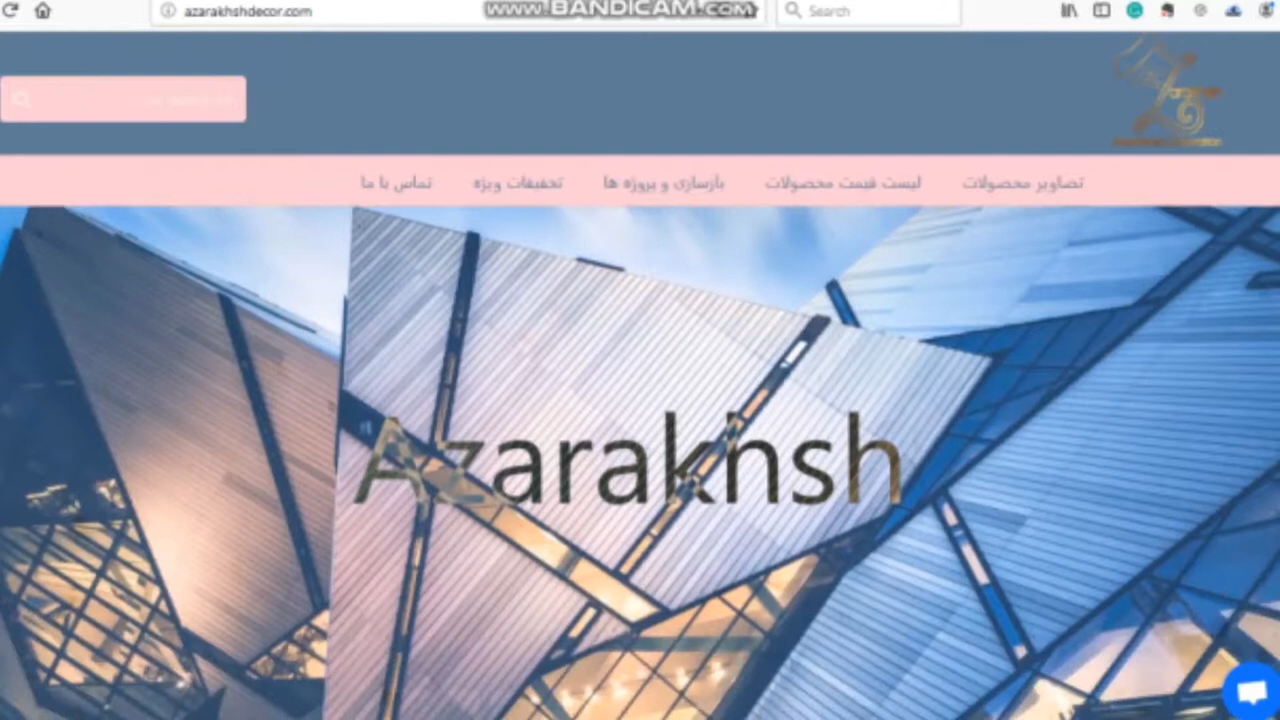 azarakhshdecor.com
WWW.BANDICAM.COM
Search
تصاویر محصولات
لیست قیمت محصولات
بازسازی و پروژه ها
تخفیفات ویژه
تماس با ما
Azarakhsh